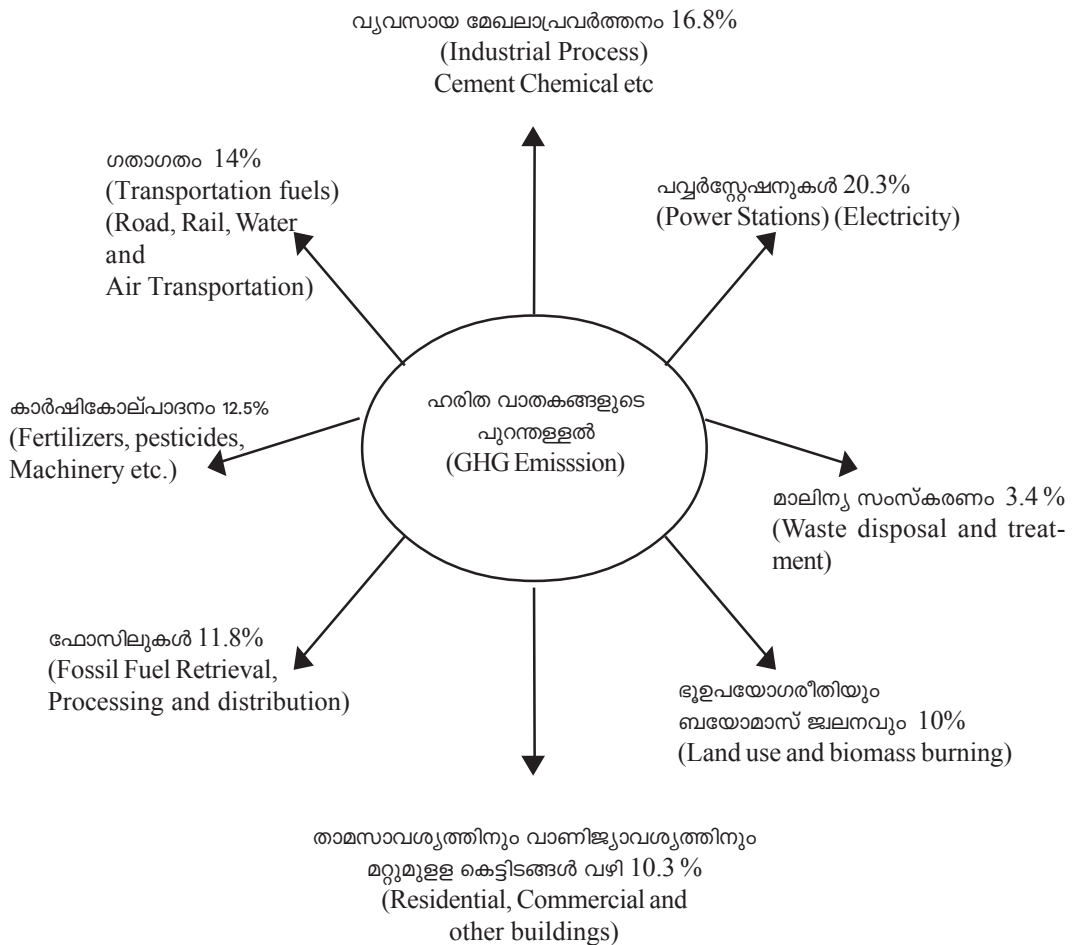 വ്യവസായ മേഖലാപ്രവർത്തനം 16.8%
(Industrial Process)
Cement Chemical etc
ഗതാഗതം 14%
(Transportation fuels)
(Road, Rail, Water
and
Air Transportation)
പവ്വർസ്റ്റേഷനുകൾ 20.3%
(Power Stations) (Electricity)
കാർഷികോല്പാദനം 12.5%
(Fertilizers, pesticides,
Machinery etc.)
ഹരിത വാതകങ്ങളുടെ
പുറന്തള്ളൽ
(GHG Emisssion)
മാലിന്യ സംസ്കരണം 3.4 %
(Waste disposal and treat-
ment)
ഫോസിലുകൾ 11.8%
(Fossil Fuel Retrieval,
Processing and distribution)
ഭൂഉപയോഗരീതിയും
ബയോമാസ് ജ്വലനവും 10%
(Land use and biomass burning)
താമസാവശ്യത്തിനും വാണിജ്യാവശ്യത്തിനും
മറ്റുമുളള കെട്ടിടങ്ങൾ വഴി 10.3 %
(Residential, Commercial and
other buildings)